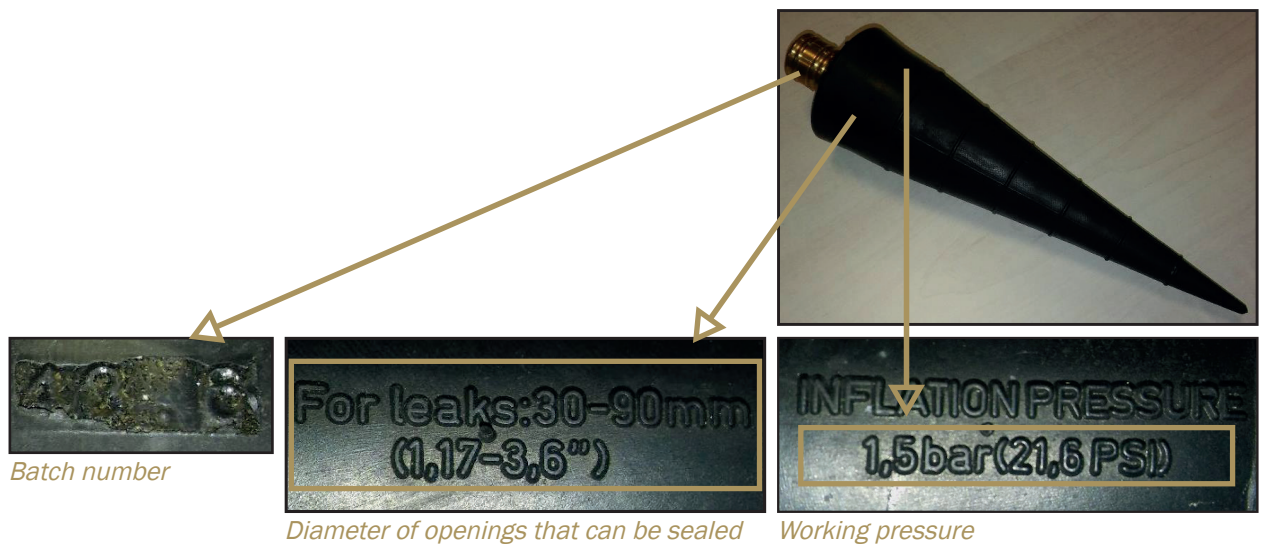 For leaks:30-90mm
(1,17-3,6")
INFLATION PRESSURE
1,5bar(21,6 PSI)
Batch number
Diameter of openings that can be sealed
Working pressure